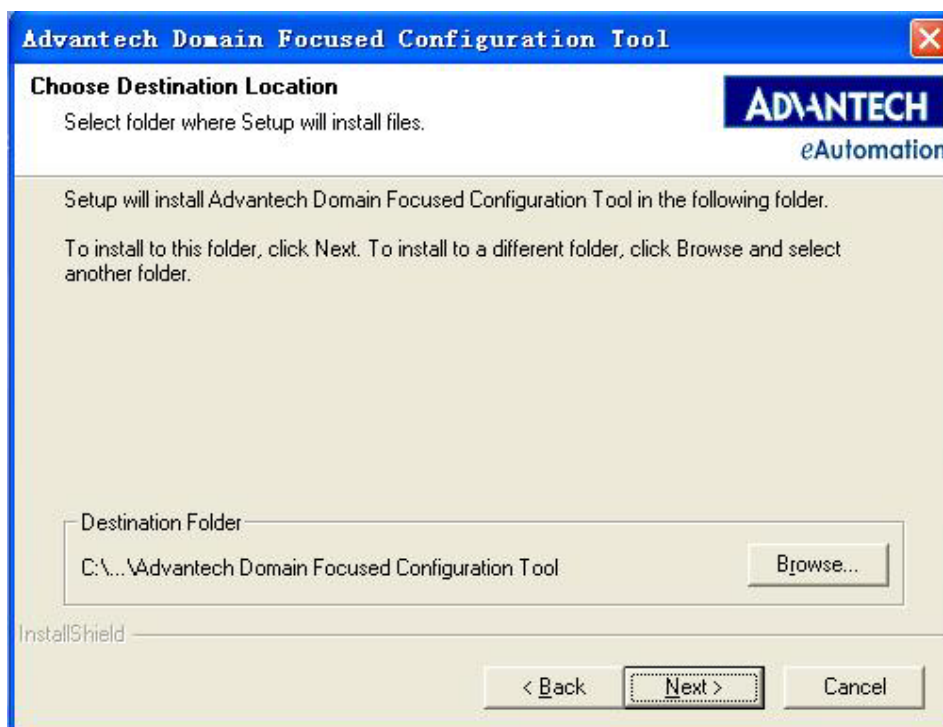 Advantech Domain Focused Configuration Tool
Choose Destination Location
Select folder where Setup will install files.
ADVANTECH
eAutomation
Setup will install Advantech Domain Focused Configuration Tool in the following folder.
To install to this folder, click Next. To install to a different folder, click Browse and select
another folder.
Destination Folder
C:\...\Advantech Domain Focused Configuration Tool
Browse...
InstallShield
< Back
Next >
Cancel